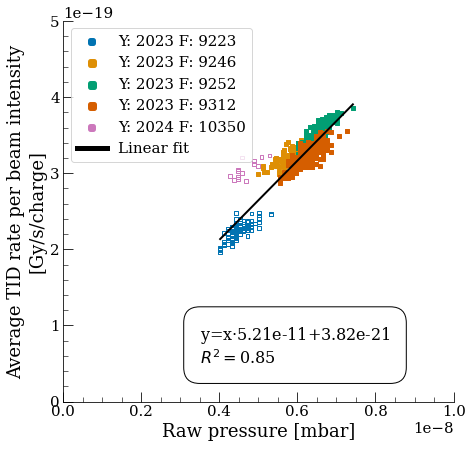 1e−19
5
4
3
2
1
0
Average TID rate per beam intensity
[Gy/s/charge]
Y: 2023 F: 9223
Y: 2023 F: 9246
Y: 2023 F: 9252
Y: 2023 F: 9312
Y: 2024 F: 10350
Linear fit
y=x·5.21e-11+3.82e-21
R² = 0.85
0.0 0.2 0.4 0.6 0.8 1.0
1e−8
Raw pressure [mbar]